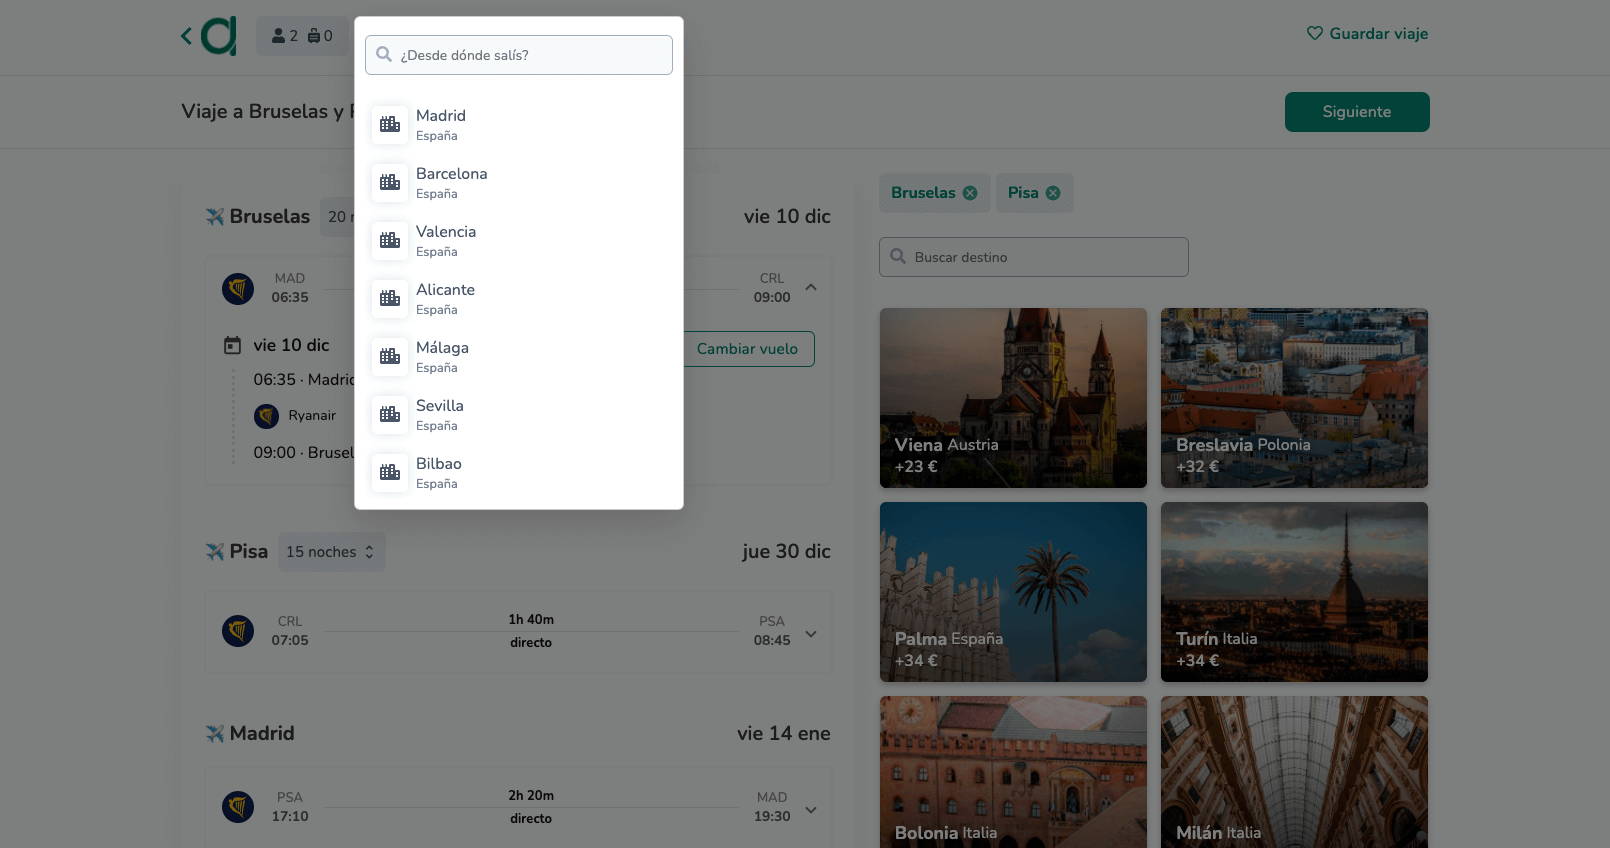 2 0
Guardar viaje
¿Desde dónde salís?
Viaje a Bruselas y
Siguiente
Madrid
España
Barcelona
España
Valencia
España
Alicante
España
Málaga
España
Sevilla
España
Bilbao
España
Bruselas 20
vie 10 dic
MAD
06:35
CRL
09:00
vie 10 dic
Cambiar vuelo
06:35 · Madrid
Ryanair
09:00 · Brusel
Pisa 15 noches
jue 30 dic
CRL
07:05
1h 40m
directo
PSA
08:45
Madrid
vie 14 ene
PSA
17:10
2h 20m
directo
MAD
19:30
Bruselas
Pisa
Buscar destino
Viena Austria
+23 €
Breslavia Polonia
+32 €
Palma España
+34 €
Turín Italia
+34 €
Bolonia Italia
Milán Italia